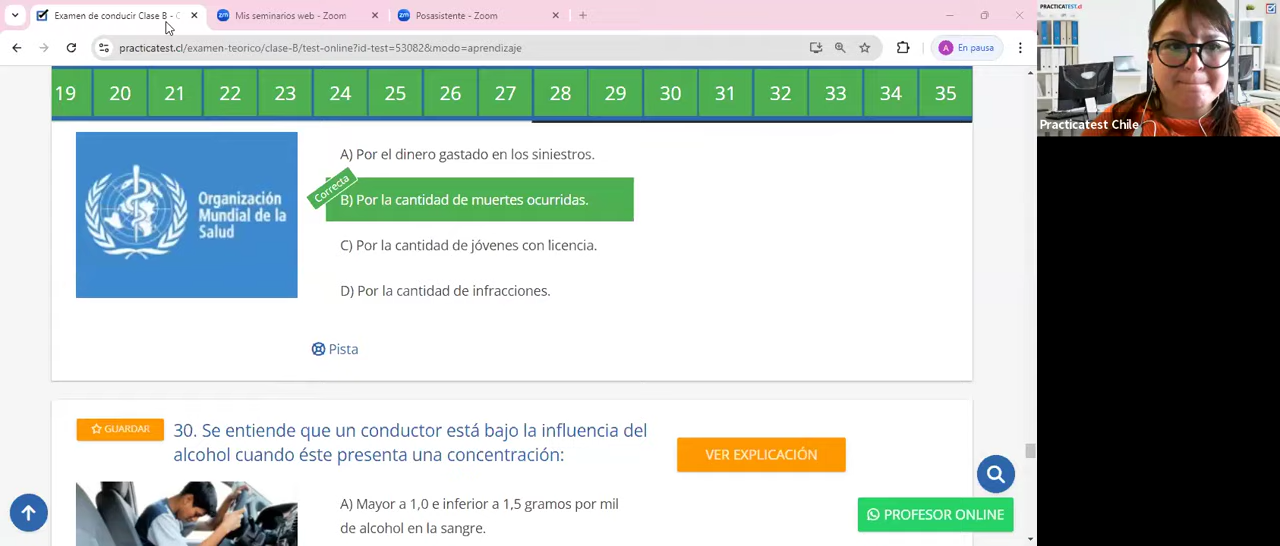 Examen de conducir Clase B - C
Mis seminarios web - Zoom
Posasistente - Zoom
practicatest.cl/examen-teorico/clase-B/test-online?id-test=53082&modo=aprendizaje
A
En pausa
PRACTICATEST.CL
Practicatest Chile
19 20 21 22 23 24 25 26 27 28 29 30 31 32 33 34 35
Organización
Mundial de la
Salud
A) Por el dinero gastado en los siniestros.
Correcta
B) Por la cantidad de muertes ocurridas.
C) Por la cantidad de jóvenes con licencia.
D) Por la cantidad de infracciones.
Pista
GUARDAR
30. Se entiende que un conductor está bajo la influencia del
alcohol cuando éste presenta una concentración:
VER EXPLICACIÓN
A) Mayor a 1,0 e inferior a 1,5 gramos por mil
de alcohol en la sangre.
PROFESOR ONLINE